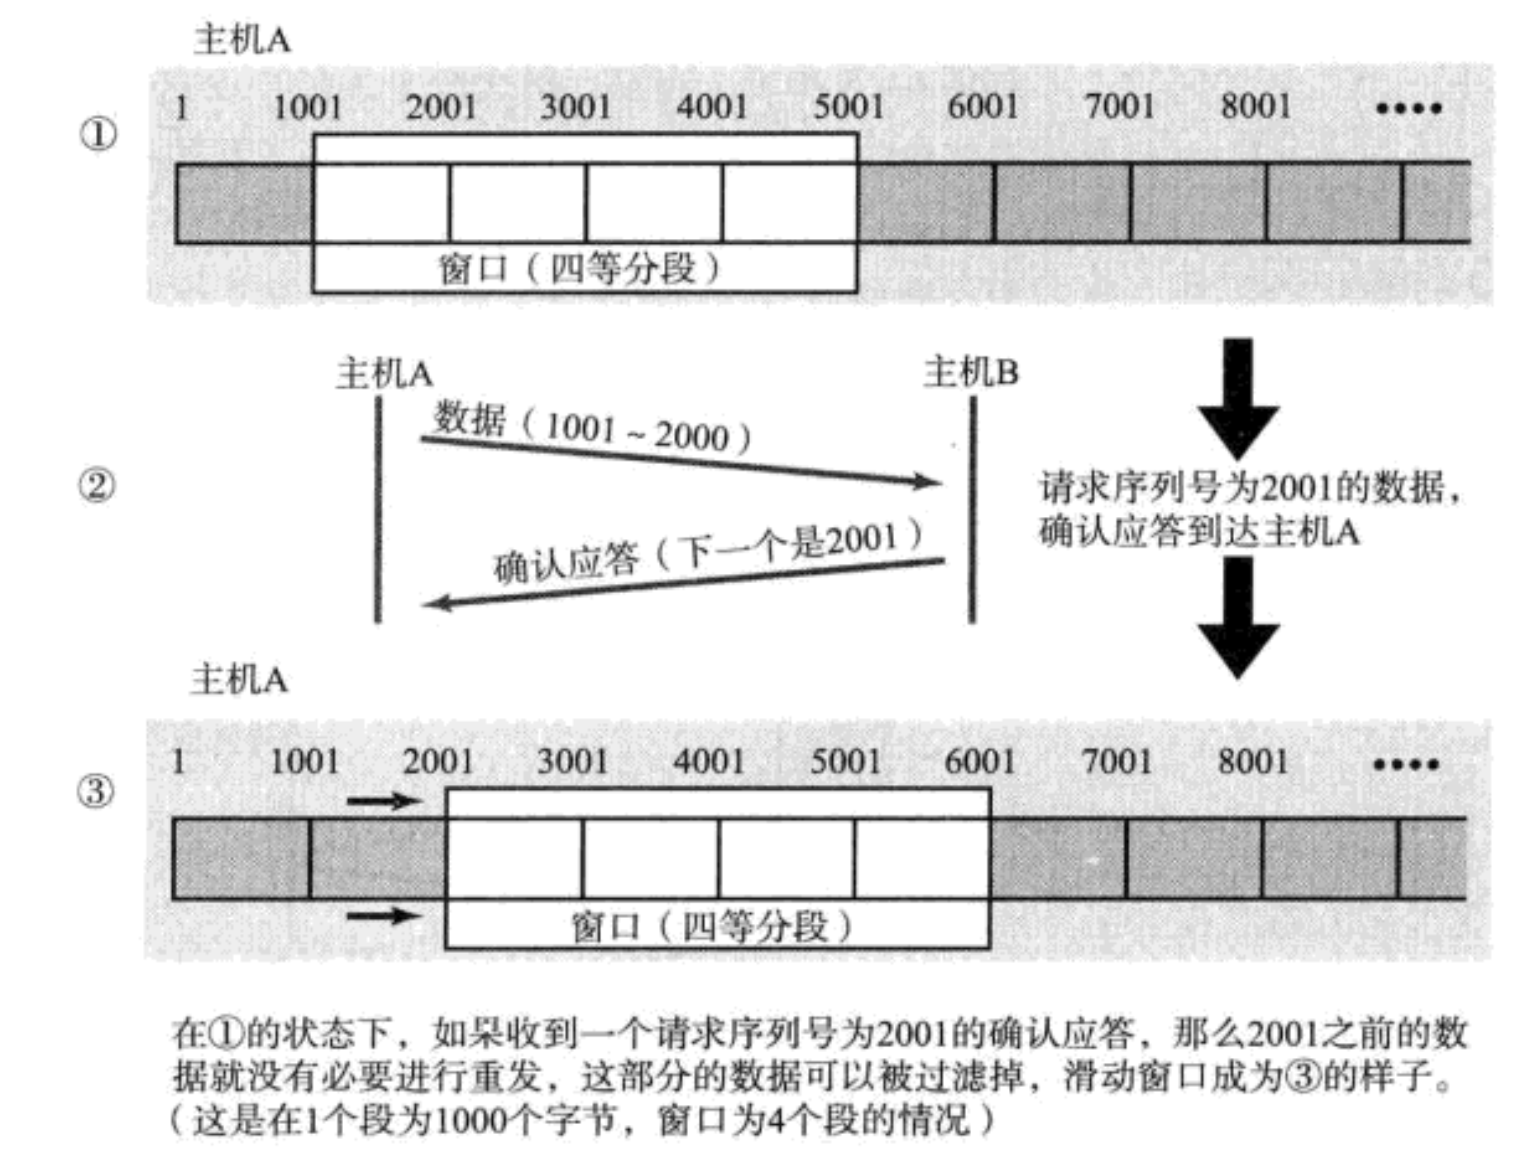 主机A
1 1001 2001 3001 4001 5001 6001 7001 8001 ••••
①
窗口（四等分段）
主机A 主机B
数据（1001～2000）
②
请求序列号为2001的数据，
确认应答到达主机A
确认应答（下一个是2001）
主机A
1 1001 2001 3001 4001 5001 6001 7001 8001 ••••
③
窗口（四等分段）
在①的状态下，如果收到一个请求序列号为2001的确认应答，那么2001之前的数
据就没有必要进行重发，这部分的数据可以被过滤掉，滑动窗口成为③的样子。
（这是在1个段为1000个字节，窗口为4个段的情况）